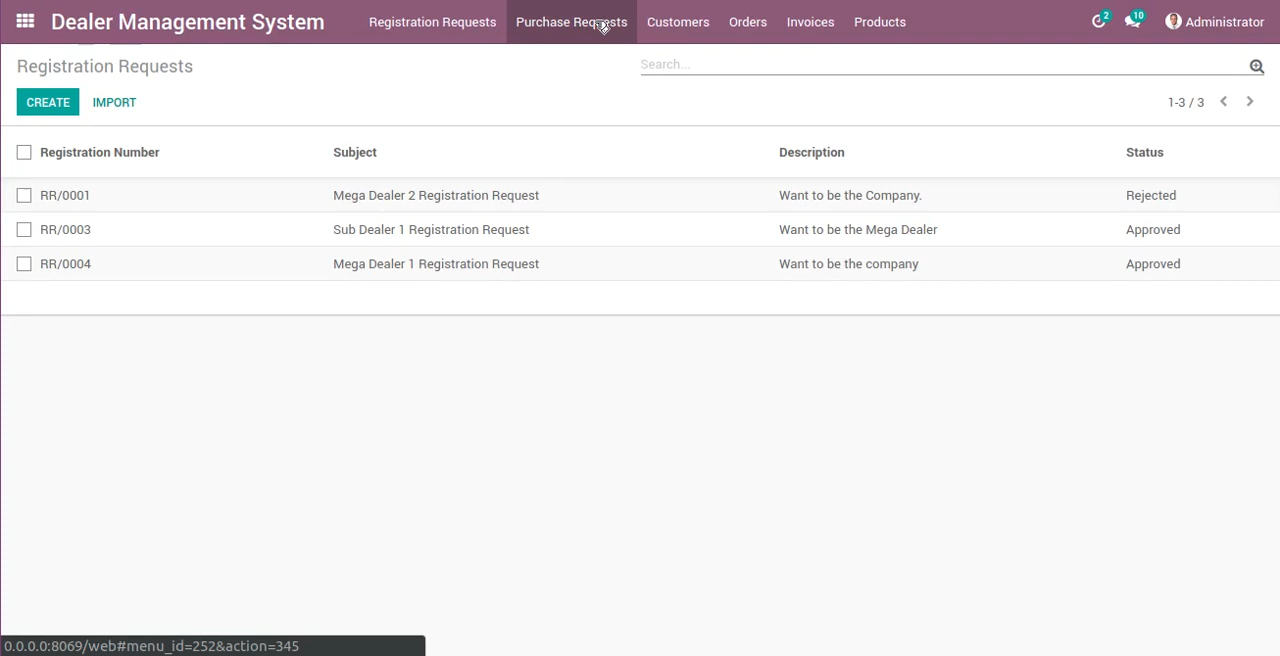 Dealer Management System Registration Requests Purchase Requests Customers Orders Invoices Products 2 10 Administrator
Registration Requests Search...
CREATE IMPORT 1-3 / 3
Registration Number Subject Description Status
RR/0001 Mega Dealer 2 Registration Request Want to be the Company. Rejected
RR/0003 Sub Dealer 1 Registration Request Want to be the Mega Dealer Approved
RR/0004 Mega Dealer 1 Registration Request Want to be the company Approved
0.0.0.0:8069/web#menu_id=252&action=345